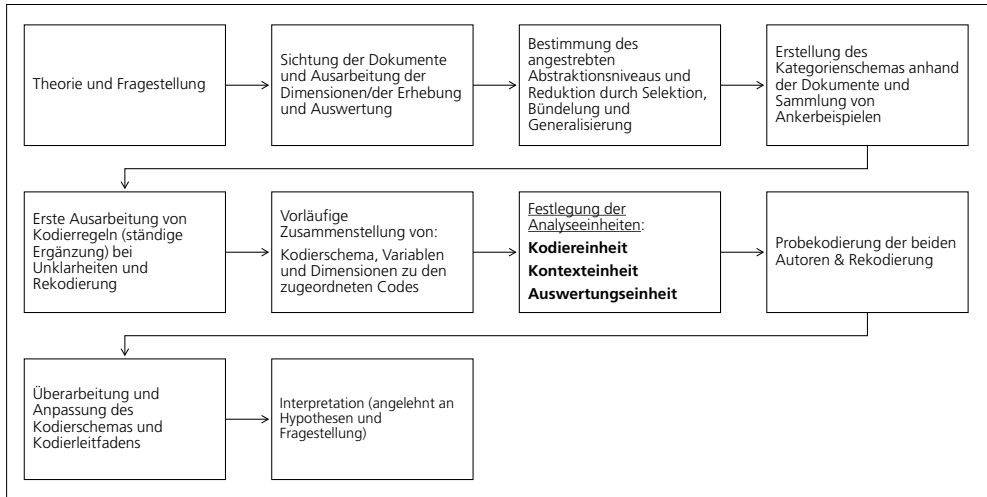 Theorie und Fragestellung
Sichtung der Dokumente
und Ausarbeitung der
Dimensionen/der Erhebung
und Auswertung
Bestimmung des
angestrebten
Abstraktionsniveaus und
Reduktion durch Selektion,
Bündelung und
Generalisierung
Erstellung des
Kategorienschemas anhand
der Dokumente und
Sammlung von
Ankerbeispielen
Erste Ausarbeitung von
Kodierregeln (ständige
Ergänzung) bei
Unklarheiten und
Rekodierung
Vorläufige
Zusammenstellung von:
Kodierschema, Variablen
und Dimensionen zu den
zugeordneten Codes
Festlegung der
Analyseeinheiten:
Kodiereinheit
Kontexteinheit
Auswertungseinheit
Probekodierung der beiden
Autoren & Rekodierung
Überarbeitung und
Anpassung des
Kodierschemas und
Kodierleitfadens
Interpretation (angelehnt an
Hypothesen und
Fragestellung)